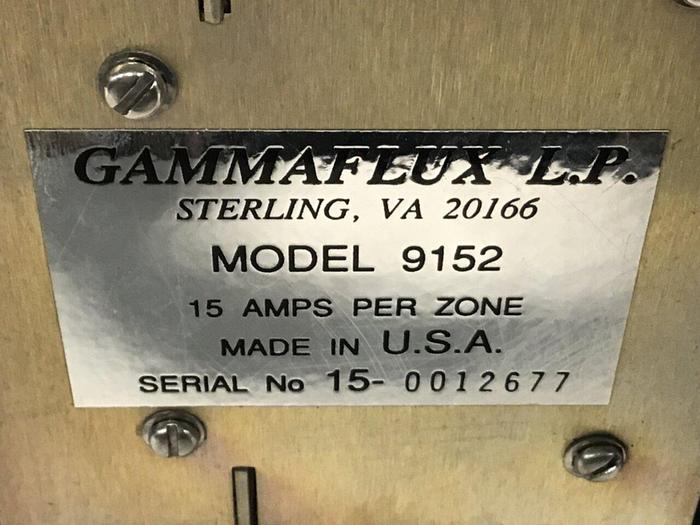 GAMMAFLUX L.P.
STERLING, VA 20166
MODEL 9152
15 AMPS PER ZONE
MADE IN U.S.A.
SERIAL No 15- 0012677